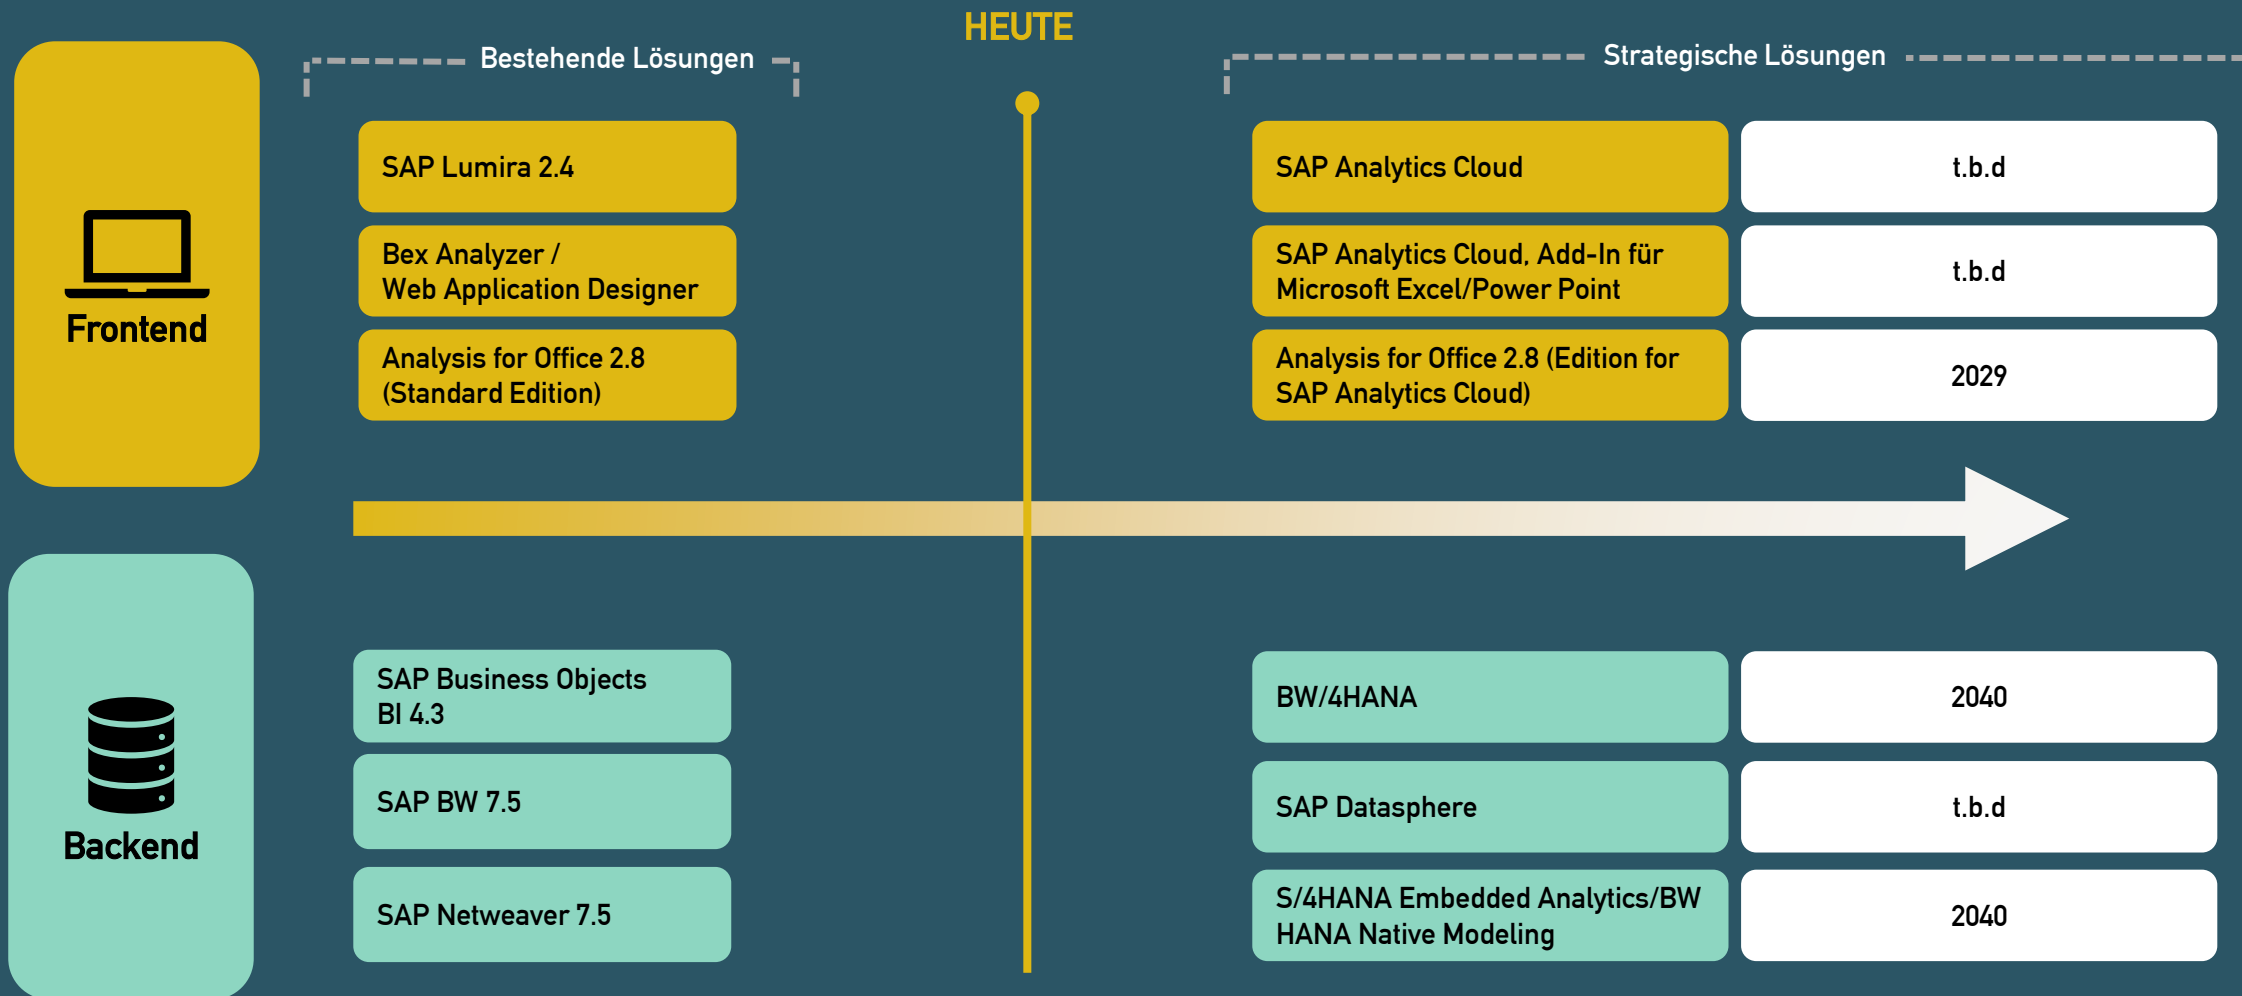 HEUTE
Bestehende Lösungen
Strategische Lösungen
Frontend
SAP Lumira 2.4
Bex Analyzer /
Web Application Designer
Analysis for Office 2.8
(Standard Edition)
SAP Analytics Cloud
t.b.d
SAP Analytics Cloud, Add-In für
Microsoft Excel/Power Point
t.b.d
Analysis for Office 2.8 (Edition for
SAP Analytics Cloud)
2029
Backend
SAP Business Objects
BI 4.3
SAP BW 7.5
SAP Netweaver 7.5
BW/4HANA
2040
SAP Datasphere
t.b.d
S/4HANA Embedded Analytics/BW
HANA Native Modeling
2040